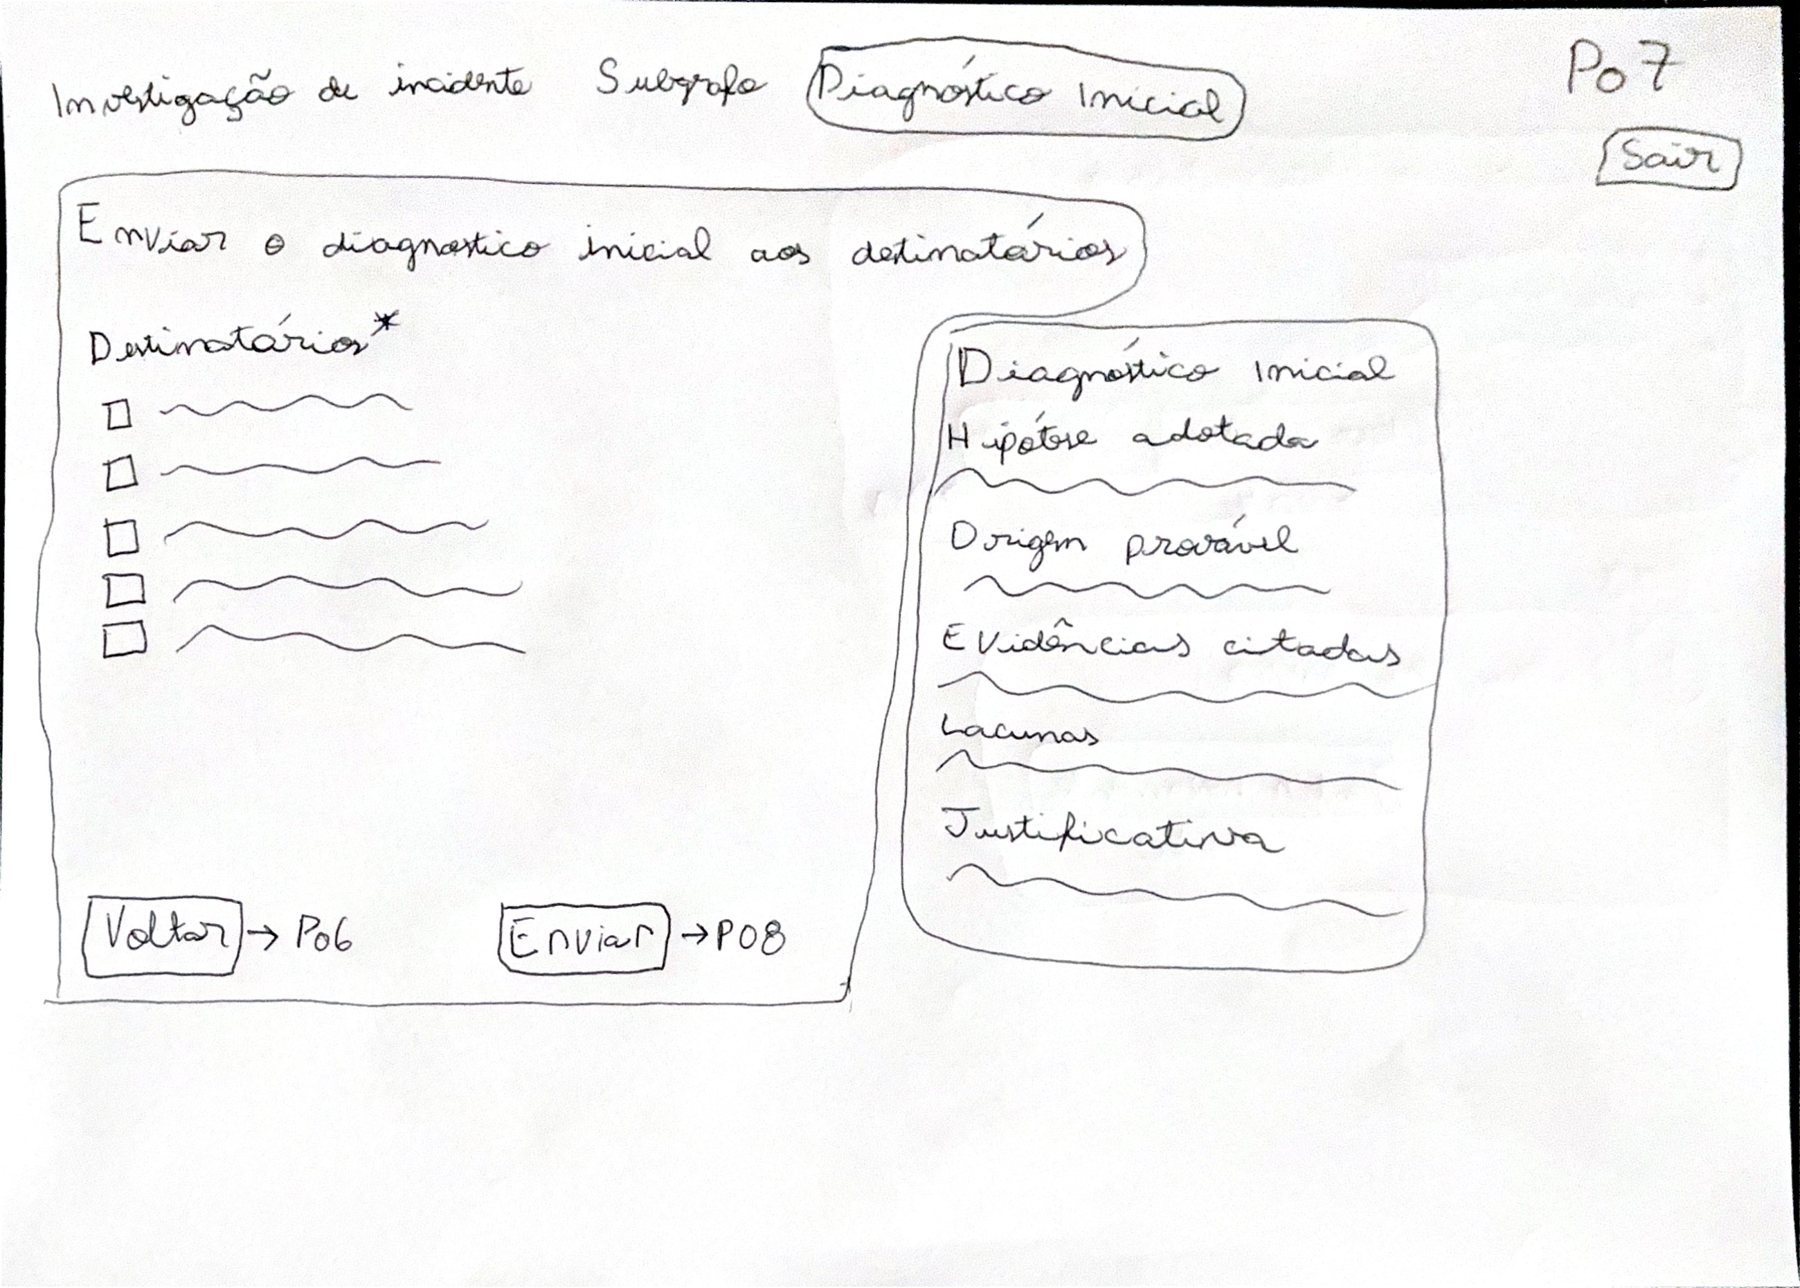 Investigação de incidente Subgrafo Diagnóstico Inicial
P07
Sair
Enviar o diagnostico inicial aos destinatários
Destinatários*
Diagnóstico Inicial
Hipótese adotada
Origem provável
Evidências citadas
Lacunas
Justificativa
Voltar → P06
Enviar → P08